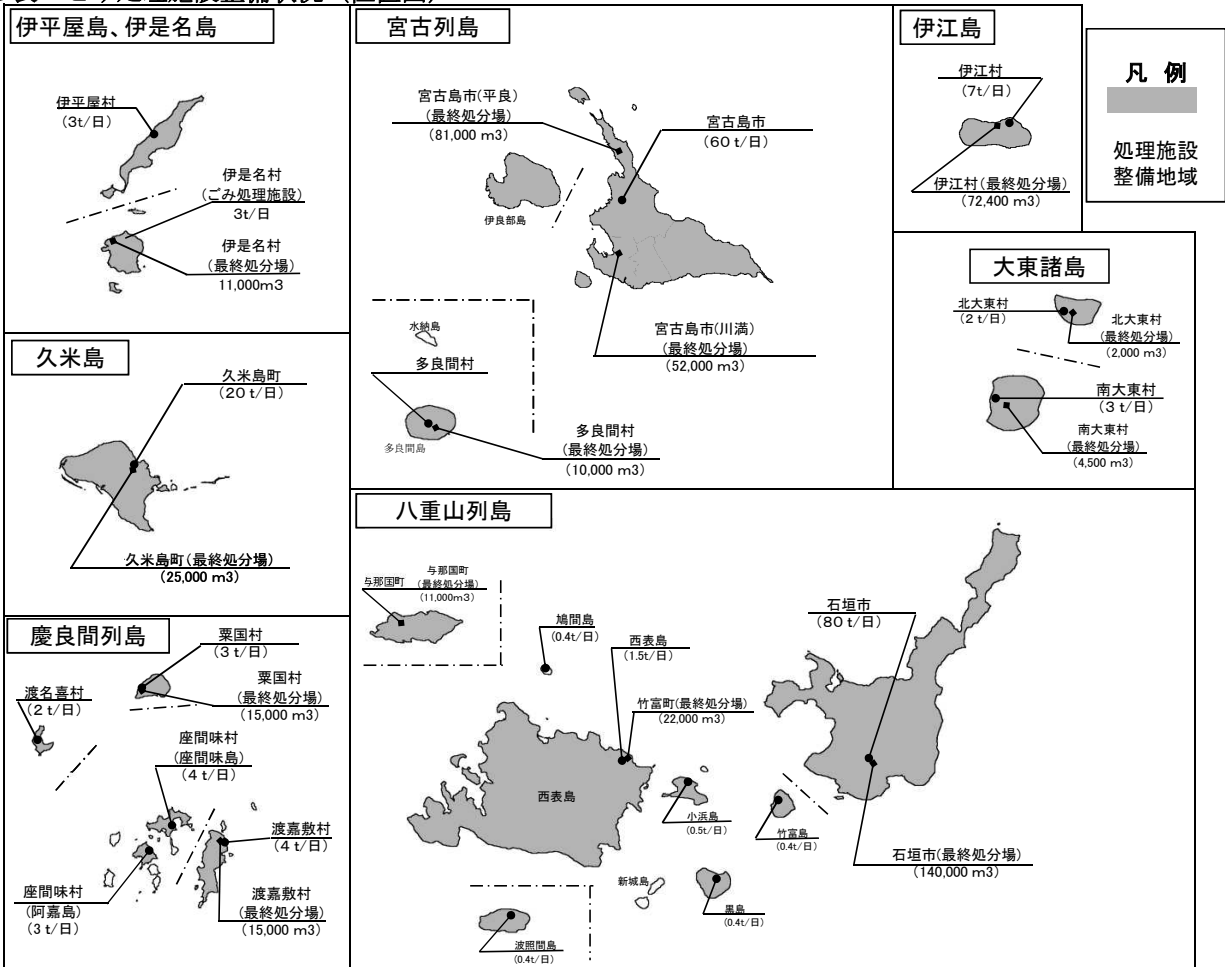 伊平屋島、伊是名島
伊平屋村
(3t/日)
伊是名村
(ごみ処理施設)
3t/日
伊是名村
(最終処分場)
11,000m3
久米島
久米島町
(20 t/日)
久米島町(最終処分場)
(25,000 m3)
慶良間列島
粟国村
(3 t/日)
粟国村
(最終処分場)
(15,000 m3)
渡名喜村
(2 t/日)
座間味村
(座間味島)
(4 t/日)
渡嘉敷村
(4 t/日)
座間味村
(阿嘉島)
(3 t/日)
渡嘉敷村
(最終処分場)
(15,000 m3)
宮古列島
宮古島市(平良)
(最終処分場)
(81,000 m3)
宮古島市
(60 t/日)
伊良部島
宮古島市(川満)
(最終処分場)
(52,000 m3)
水納島
多良間村
多良間島
多良間村
(最終処分場)
(10,000 m3)
伊江島
伊江村
(7t/日)
伊江村(最終処分場)
(72,400 m3)
凡 例
処理施設
整備地域
大東諸島
北大東村
(2 t/日)
北大東村
(最終処分場)
(2,000 m3)
南大東村
(3 t/日)
南大東村
(最終処分場)
(4,500 m3)
八重山列島
与那国町
与那国町
(最終処分場)
(11,000m3)
鳩間島
(0.4t/日)
西表島
(1.5t/日)
竹富町(最終処分場)
(22,000 m3)
石垣市
(80 t/日)
西表島
小浜島
(0.5t/日)
竹富島
(0.4t/日)
石垣市(最終処分場)
(140,000 m3)
新城島
黒島
(0.4t/日)
波照間島
(0.4t/日)